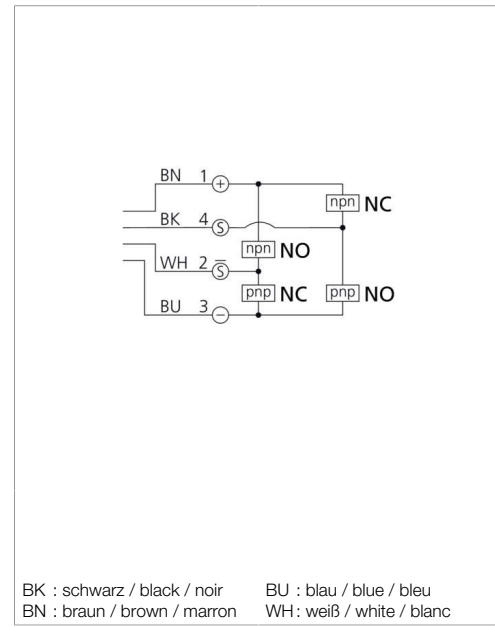 BN 1 +
npn NC
BK 4 S
npn NO
WH 2 S̅
pnp NC pnp NO
BU 3 −
BK : schwarz / black / noir BU : blau / blue / bleu
BN : braun / brown / marron WH : weiß / white / blanc